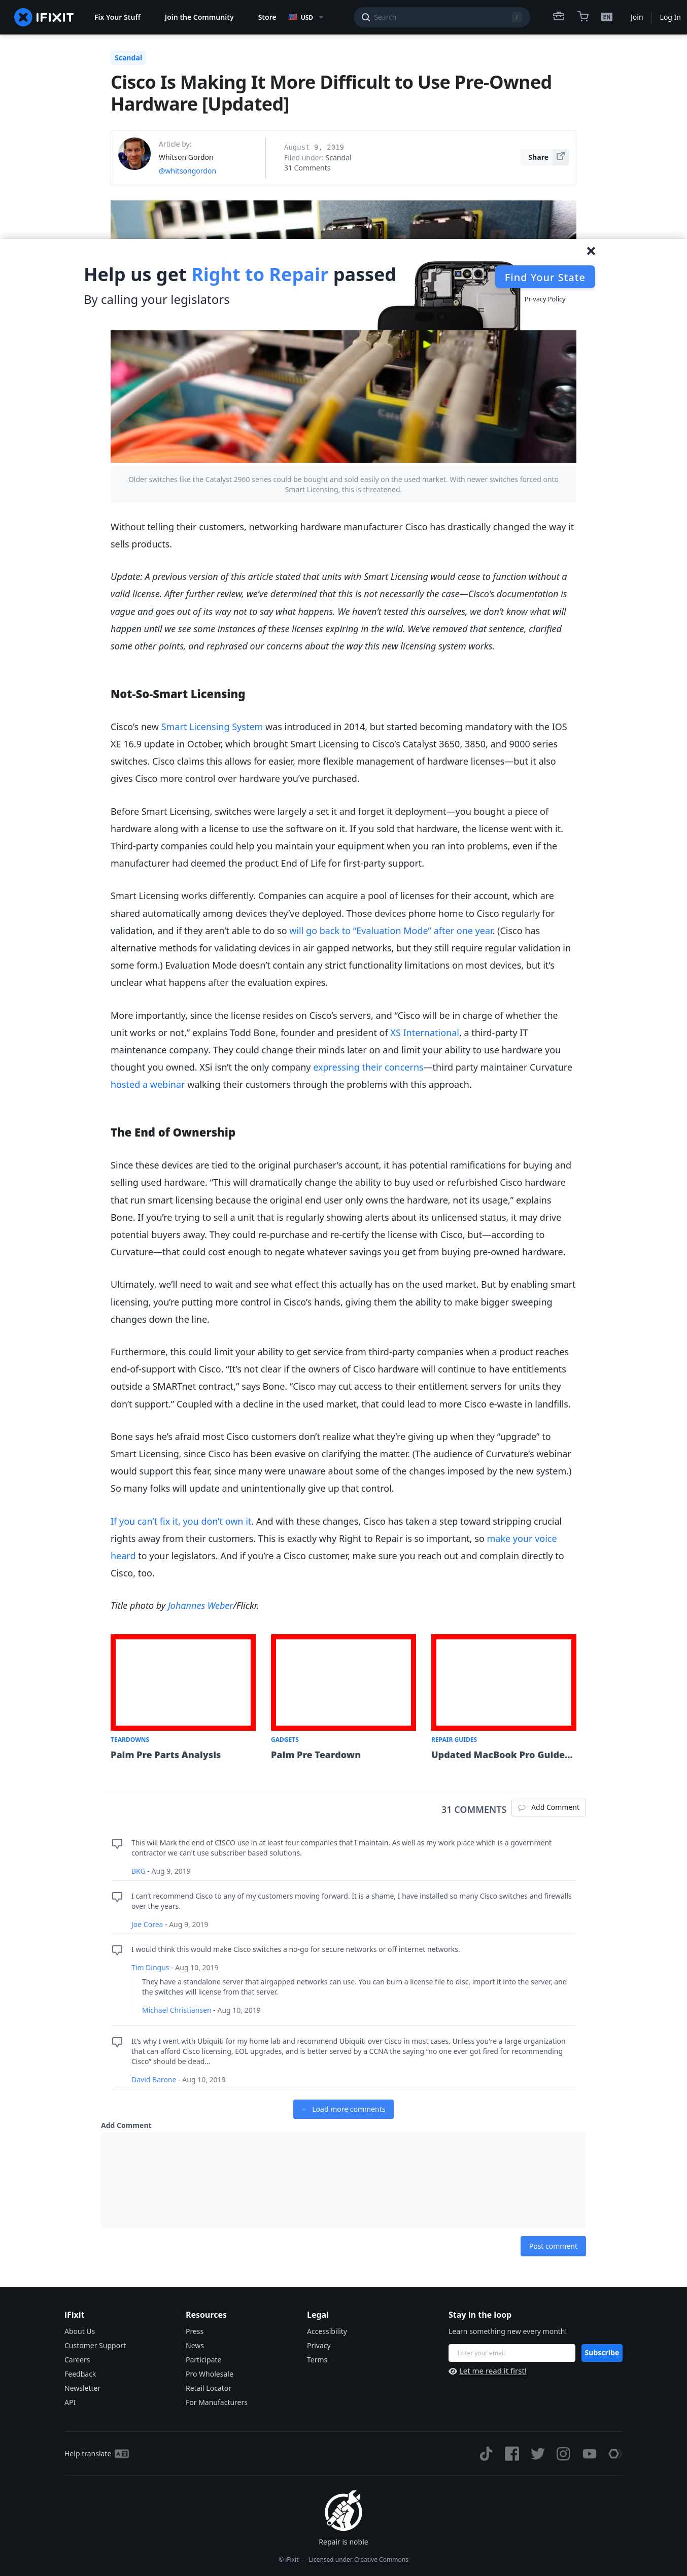 IFIXIT
Fix Your Stuff
Join the Community
Store
USD
Search
/
EN
Join
Log In
Scandal
Cisco Is Making It More Difficult to Use Pre-Owned
Hardware [Updated]
Article by:
Whitson Gordon
@whitsongordon
August 9, 2019
Filed under: Scandal
31 Comments
Share
Help us get Right to Repair passed
By calling your legislators
Find Your State
Privacy Policy
Older switches like the Catalyst 2960 series could be bought and sold easily on the used market. With newer switches forced onto
Smart Licensing, this is threatened.
Without telling their customers, networking hardware manufacturer Cisco has drastically changed the way it
sells products.
Update: A previous version of this article stated that units with Smart Licensing would cease to function without a
valid license. After further review, we've determined that this is not necessarily the case—Cisco's documentation is
vague and goes out of its way not to say what happens. We haven't tested this ourselves, we don't know what will
happen until we see some instances of these licenses expiring in the wild. We've removed that sentence, clarified
some other points, and rephrased our concerns about the way this new licensing system works.
Not-So-Smart Licensing
Cisco's new Smart Licensing System was introduced in 2014, but started becoming mandatory with the IOS
XE 16.9 update in October, which brought Smart Licensing to Cisco's Catalyst 3650, 3850, and 9000 series
switches. Cisco claims this allows for easier, more flexible management of hardware licenses—but it also
gives Cisco more control over hardware you've purchased.
Before Smart Licensing, switches were largely a set it and forget it deployment—you bought a piece of
hardware along with a license to use the software on it. If you sold that hardware, the license went with it.
Third-party companies could help you maintain your equipment when you ran into problems, even if the
manufacturer had deemed the product End of Life for first-party support.
Smart Licensing works differently. Companies can acquire a pool of licenses for their account, which are
shared automatically among devices they've deployed. Those devices phone home to Cisco regularly for
validation, and if they aren't able to do so will go back to "Evaluation Mode" after one year. (Cisco has
alternative methods for validating devices in air gapped networks, but they still require regular validation in
some form.) Evaluation Mode doesn't contain any strict functionality limitations on most devices, but it's
unclear what happens after the evaluation expires.
More importantly, since the license resides on Cisco's servers, and "Cisco will be in charge of whether the
unit works or not," explains Todd Bone, founder and president of XS International, a third-party IT
maintenance company. They could change their minds later on and limit your ability to use hardware you
thought you owned. XSi isn't the only company expressing their concerns—third party maintainer Curvature
hosted a webinar walking their customers through the problems with this approach.
The End of Ownership
Since these devices are tied to the original purchaser's account, it has potential ramifications for buying and
selling used hardware. "This will dramatically change the ability to buy used or refurbished Cisco hardware
that run smart licensing because the original end user only owns the hardware, not its usage," explains
Bone. If you're trying to sell a unit that is regularly showing alerts about its unlicensed status, it may drive
potential buyers away. They could re-purchase and re-certify the license with Cisco, but—according to
Curvature—that could cost enough to negate whatever savings you get from buying pre-owned hardware.
Ultimately, we'll need to wait and see what effect this actually has on the used market. But by enabling smart
licensing, you're putting more control in Cisco's hands, giving them the ability to make bigger sweeping
changes down the line.
Furthermore, this could limit your ability to get service from third-party companies when a product reaches
end-of-support with Cisco. "It's not clear if the owners of Cisco hardware will continue to have entitlements
outside a SMARTnet contract," says Bone. "Cisco may cut access to their entitlement servers for units they
don't support." Coupled with a decline in the used market, that could lead to more Cisco e-waste in landfills.
Bone says he's afraid most Cisco customers don't realize what they're giving up when they "upgrade" to
Smart Licensing, since Cisco has been evasive on clarifying the matter. (The audience of Curvature's webinar
would support this fear, since many were unaware about some of the changes imposed by the new system.)
So many folks will update and unintentionally give up that control.
If you can't fix it, you don't own it. And with these changes, Cisco has taken a step toward stripping crucial
rights away from their customers. This is exactly why Right to Repair is so important, so make your voice
heard to your legislators. And if you're a Cisco customer, make sure you reach out and complain directly to
Cisco, too.
Title photo by Johannes Weber/Flickr.
TEARDOWNS
Palm Pre Parts Analysis
GADGETS
Palm Pre Teardown
REPAIR GUIDES
Updated MacBook Pro Guide...
31 COMMENTS
Add Comment
This will Mark the end of CISCO use in at least four companies that I maintain. As well as my work place which is a government
contractor we can't use subscriber based solutions.
BKG - Aug 9, 2019
I can't recommend Cisco to any of my customers moving forward. It is a shame, I have installed so many Cisco switches and firewalls
over the years.
Joe Corea - Aug 9, 2019
I would think this would make Cisco switches a no-go for secure networks or off internet networks.
Tim Dingus - Aug 10, 2019
They have a standalone server that airgapped networks can use. You can burn a license file to disc, import it into the server, and
the switches will license from that server.
Michael Christiansen - Aug 10, 2019
It's why I went with Ubiquiti for my home lab and recommend Ubiquiti over Cisco in most cases. Unless you're a large organization
that can afford Cisco licensing, EOL upgrades, and is better served by a CCNA the saying "no one ever got fired for recommending
Cisco" should be dead...
David Barone - Aug 10, 2019
Load more comments
Add Comment
Post comment
iFixit
About Us
Customer Support
Careers
Feedback
Newsletter
API
Resources
Press
News
Participate
Pro Wholesale
Retail Locator
For Manufacturers
Legal
Accessibility
Privacy
Terms
Stay in the loop
Learn something new every month!
Enter your email
Subscribe
Let me read it first!
Help translate
Repair is noble
© iFixit — Licensed under Creative Commons